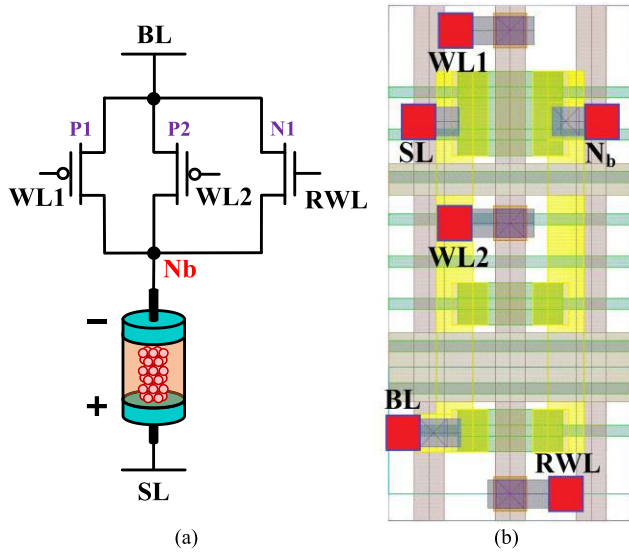 BL
P1 P2 N1
WL1 WL2 RWL
Nb
−
+
SL
(a)
WL1
SL Nb
WL2
BL
RWL
(b)